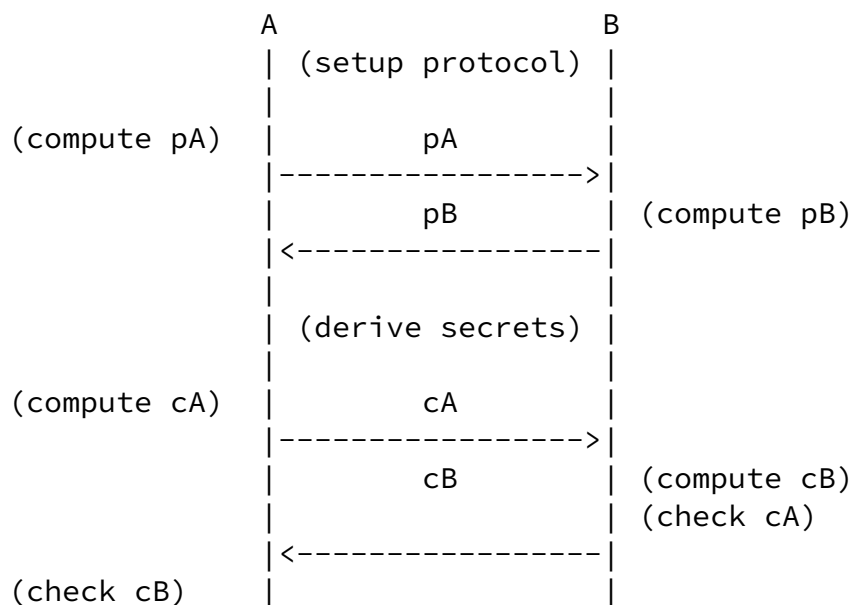 A                      B
                 | (setup protocol) |
                 |                      |
(compute pA)     |          pA          |
                 |----------------->|
                 |          pB          | (compute pB)
                 |<-----------------|
                 |                      |
                 | (derive secrets) |
                 |                      |
(compute cA)     |          cA          |
                 |----------------->|
                 |          cB          | (compute cB)
                 |                      | (check cA)
                 |<-----------------|
(check cB)       |                      |